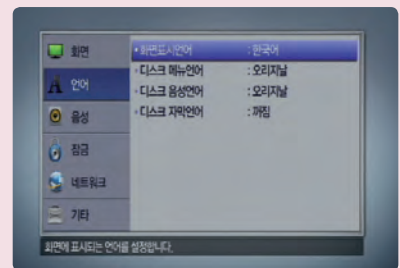 화면
언어
음성
잠금
네트워크
기타
• 화면표시언어 : 한국어
• 디스크 메뉴언어 : 오리지날
• 디스크 음성언어 : 오리지날
• 디스크 자막언어 : 꺼짐
화면에 표시되는 언어를 설정합니다.